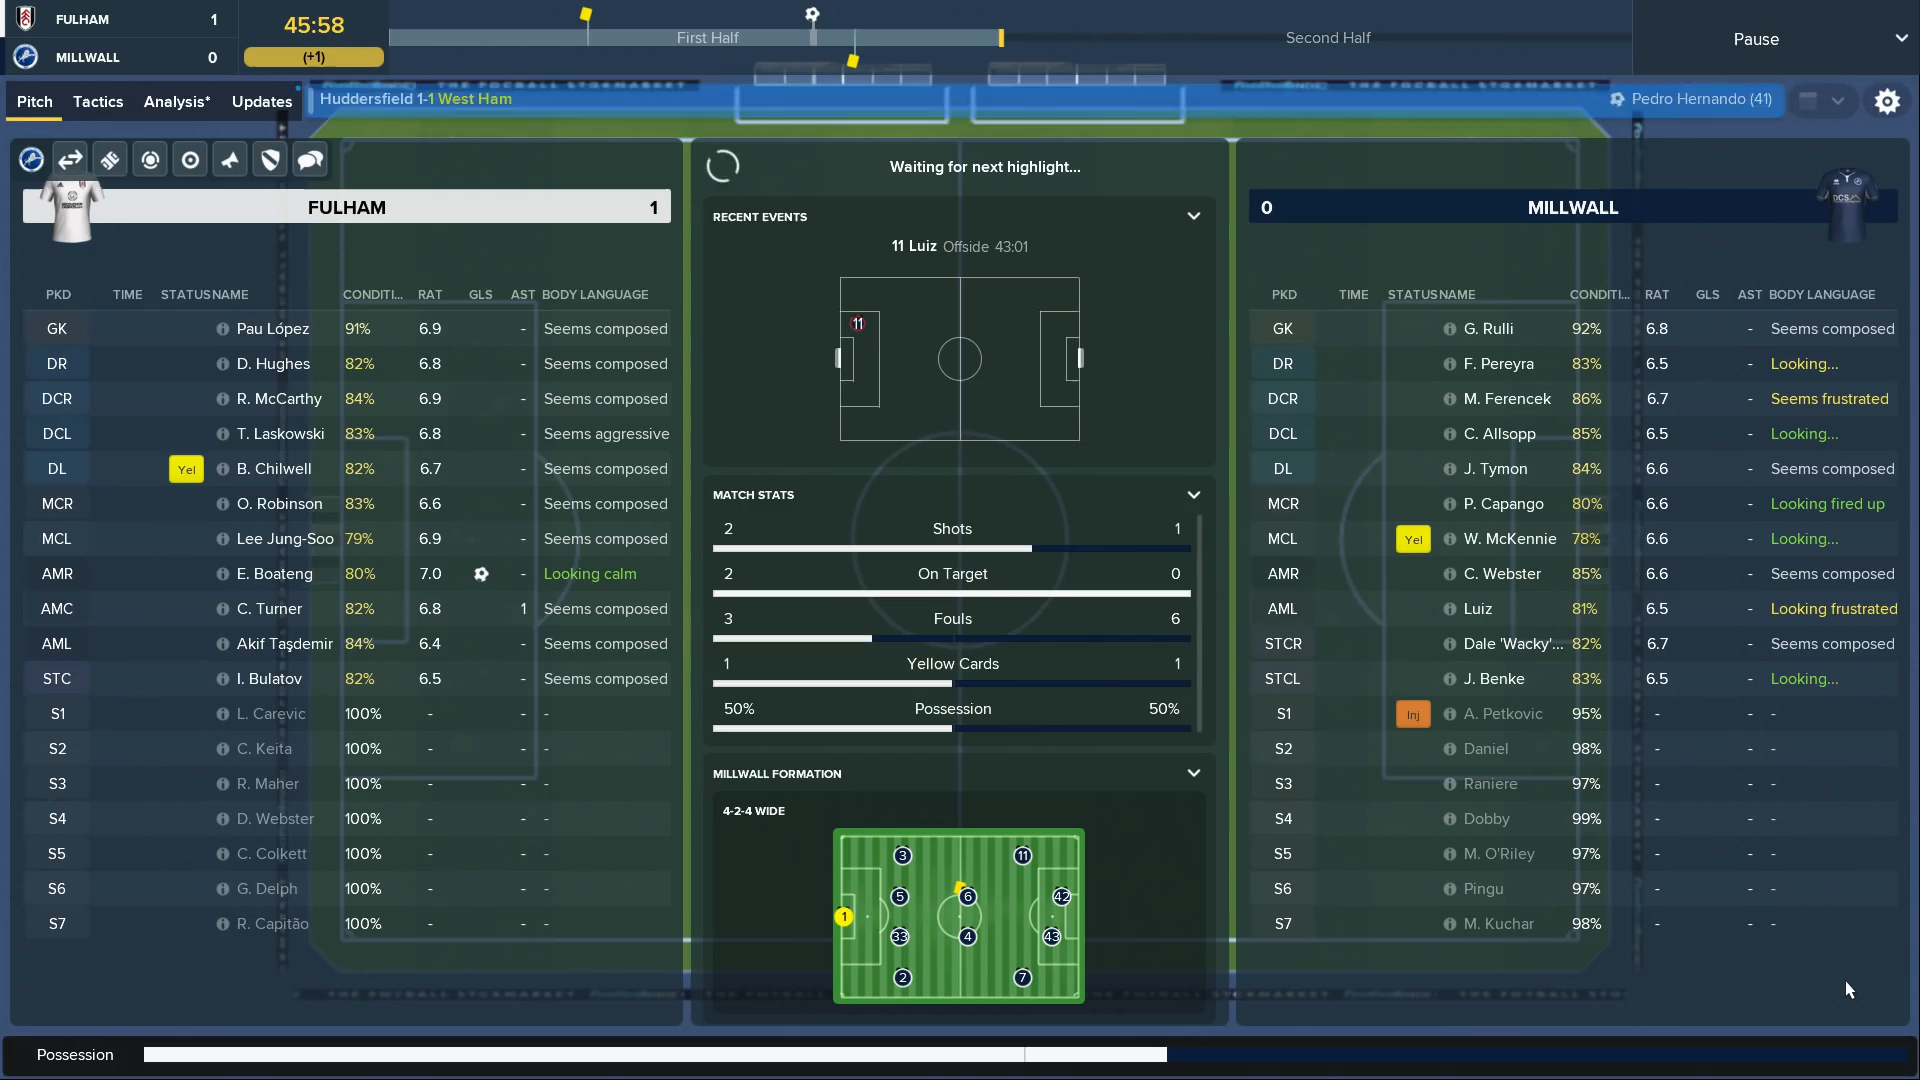 FULHAM 1
MILLWALL 0
45:58
(+1)
First Half
Second Half
Pause
Pitch Tactics Analysis* Updates
Huddersfield 1-1 West Ham
Pedro Hernando (41)
FULHAM 1
PKD TIME STATUS NAME CONDITI... RAT GLS AST BODY LANGUAGE
GK Pau López 91% 6.9 - Seems composed
DR D. Hughes 82% 6.8 - Seems composed
DCR R. McCarthy 84% 6.9 - Seems composed
DCL T. Laskowski 83% 6.8 - Seems aggressive
DL Yel B. Chilwell 82% 6.7 - Seems composed
MCR O. Robinson 83% 6.6 - Seems composed
MCL Lee Jung-Soo 79% 6.9 - Seems composed
AMR E. Boateng 80% 7.0 - Looking calm
AMC C. Turner 82% 6.8 1 Seems composed
AML Akif Taşdemir 84% 6.4 - Seems composed
STC I. Bulatov 82% 6.5 - Seems composed
S1 L. Carevic 100% - - -
S2 C. Keita 100% - - -
S3 R. Maher 100% - - -
S4 D. Webster 100% - - -
S5 C. Colkett 100% - - -
S6 G. Delph 100% - - -
S7 R. Capitão 100% - - -
Waiting for next highlight...
RECENT EVENTS
11 Luiz Offside 43:01
11
MATCH STATS
2 Shots 1
2 On Target 0
3 Fouls 6
1 Yellow Cards 1
50% Possession 50%
MILLWALL FORMATION
4-2-4 WIDE
3 11
5 6 42
1
33 4 43
2 7
0 MILLWALL
PKD TIME STATUS NAME CONDITI... RAT GLS AST BODY LANGUAGE
GK G. Rulli 92% 6.8 - Seems composed
DR F. Pereyra 83% 6.5 - Looking...
DCR M. Ferencek 86% 6.7 - Seems frustrated
DCL C. Allsopp 85% 6.5 - Looking...
DL J. Tymon 84% 6.6 - Seems composed
MCR P. Capango 80% 6.6 - Looking fired up
MCL Yel W. McKennie 78% 6.6 - Looking...
AMR C. Webster 85% 6.6 - Seems composed
AML Luiz 81% 6.5 - Looking frustrated
STCR Dale 'Wacky'... 82% 6.7 - Seems composed
STCL J. Benke 83% 6.5 - Looking...
S1 Inj A. Petkovic 95% - - -
S2 Daniel 98% - - -
S3 Raniere 97% - - -
S4 Dobby 99% - - -
S5 M. O'Riley 97% - - -
S6 Pingu 97% - - -
S7 M. Kuchar 98% - - -
Possession